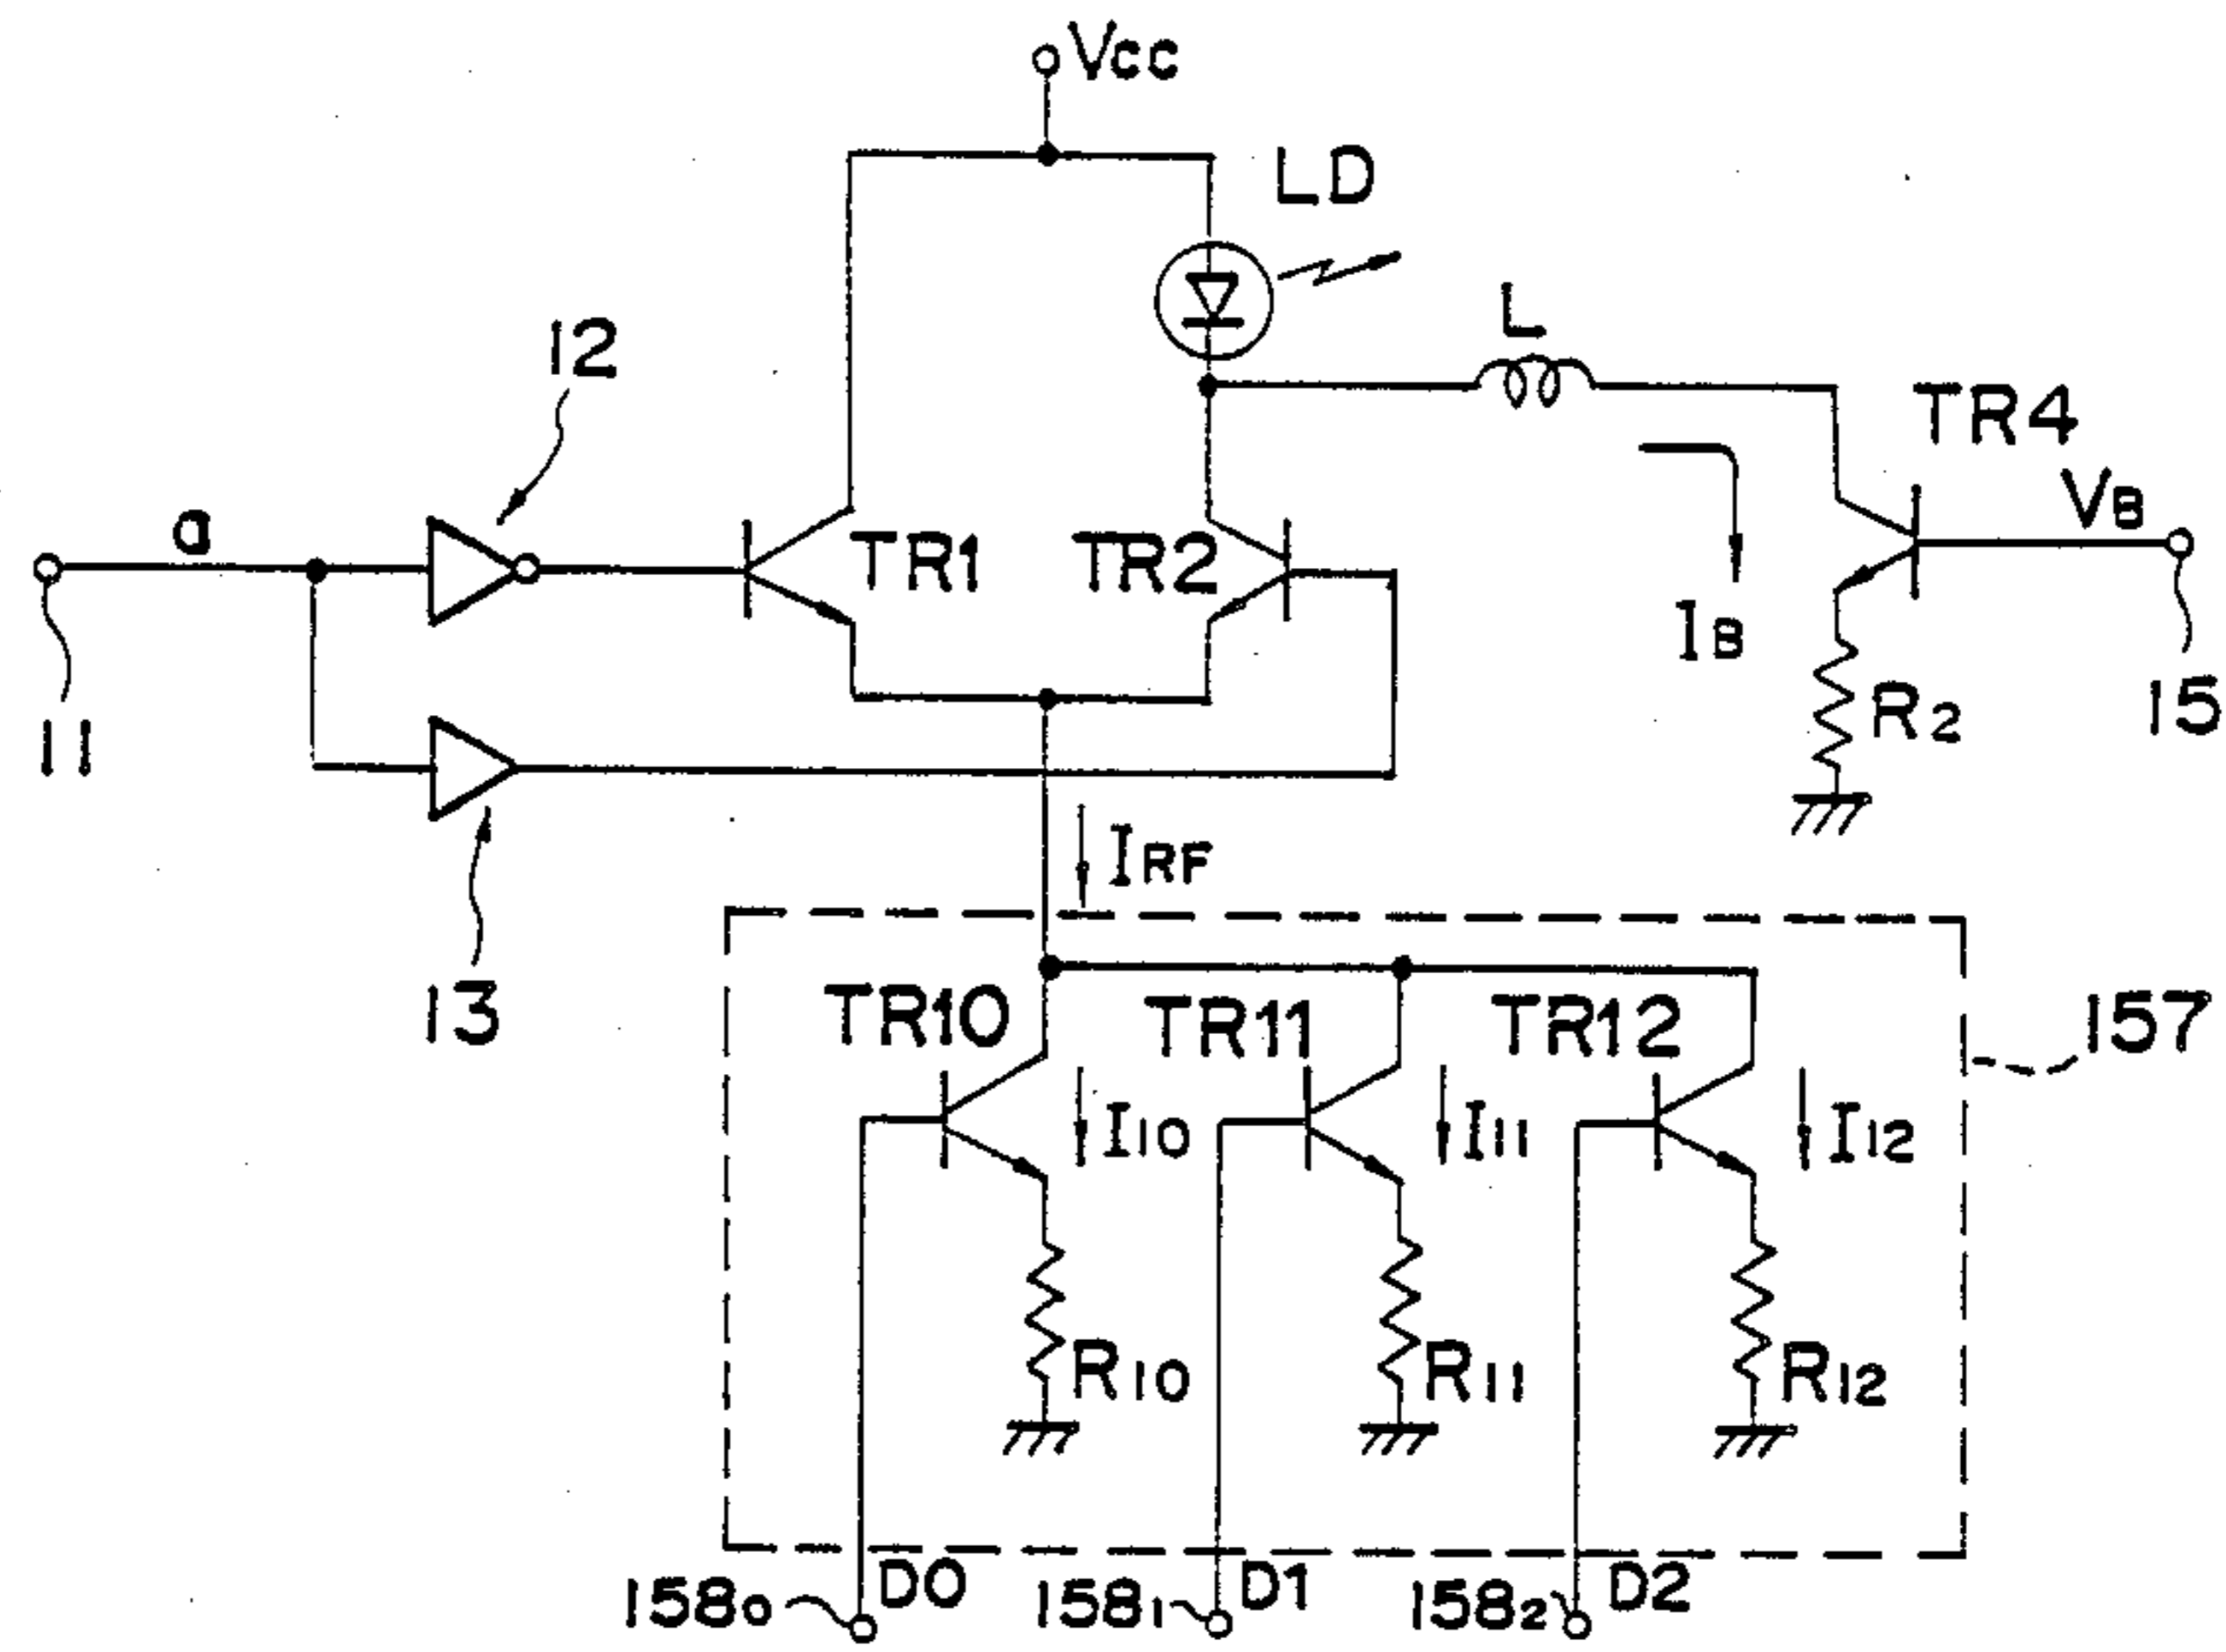 Vcc
LD
L
12
TR4
a
VB
TR1
TR2
IB
11
R2
15
IRF
13
TR10
TR11
TR12
157
I10
I11
I12
R10
R11
R12
D0
D1
D2
1580
1581
1582